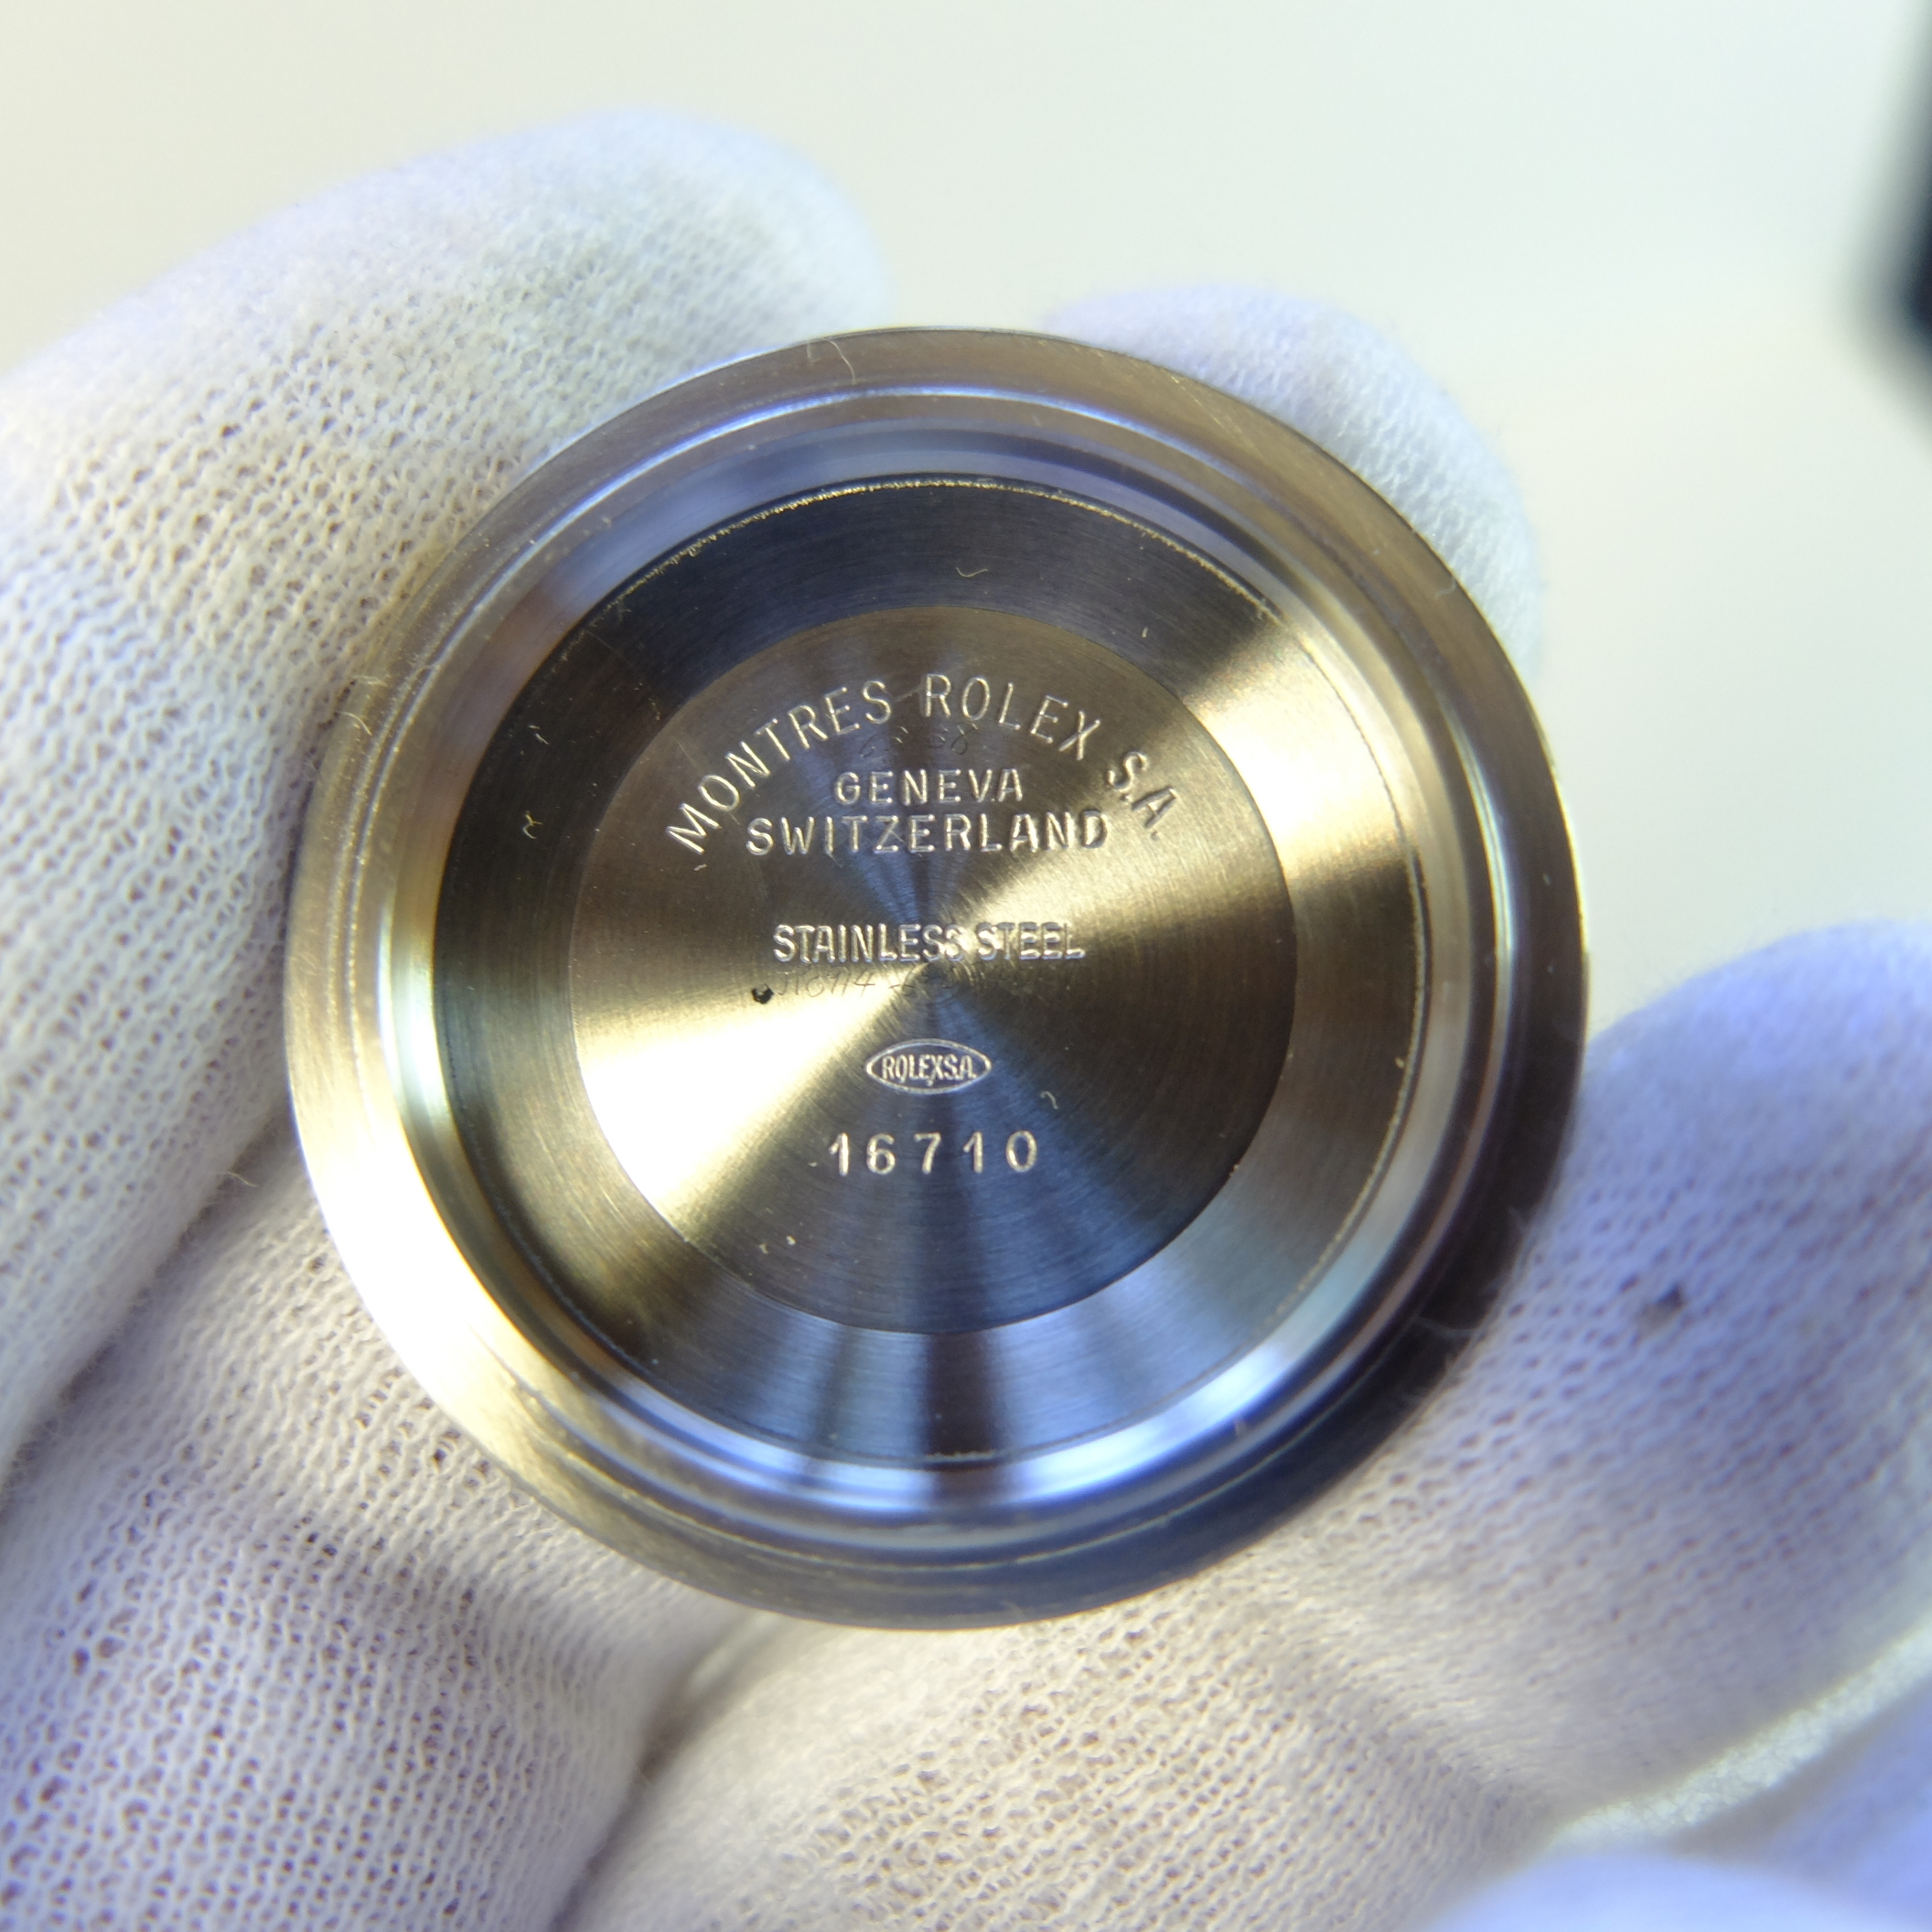 MONTRES ROLEX S.A.
GENEVA
SWITZERLAND
STAINLESS STEEL
ROLEX S.A.
16710